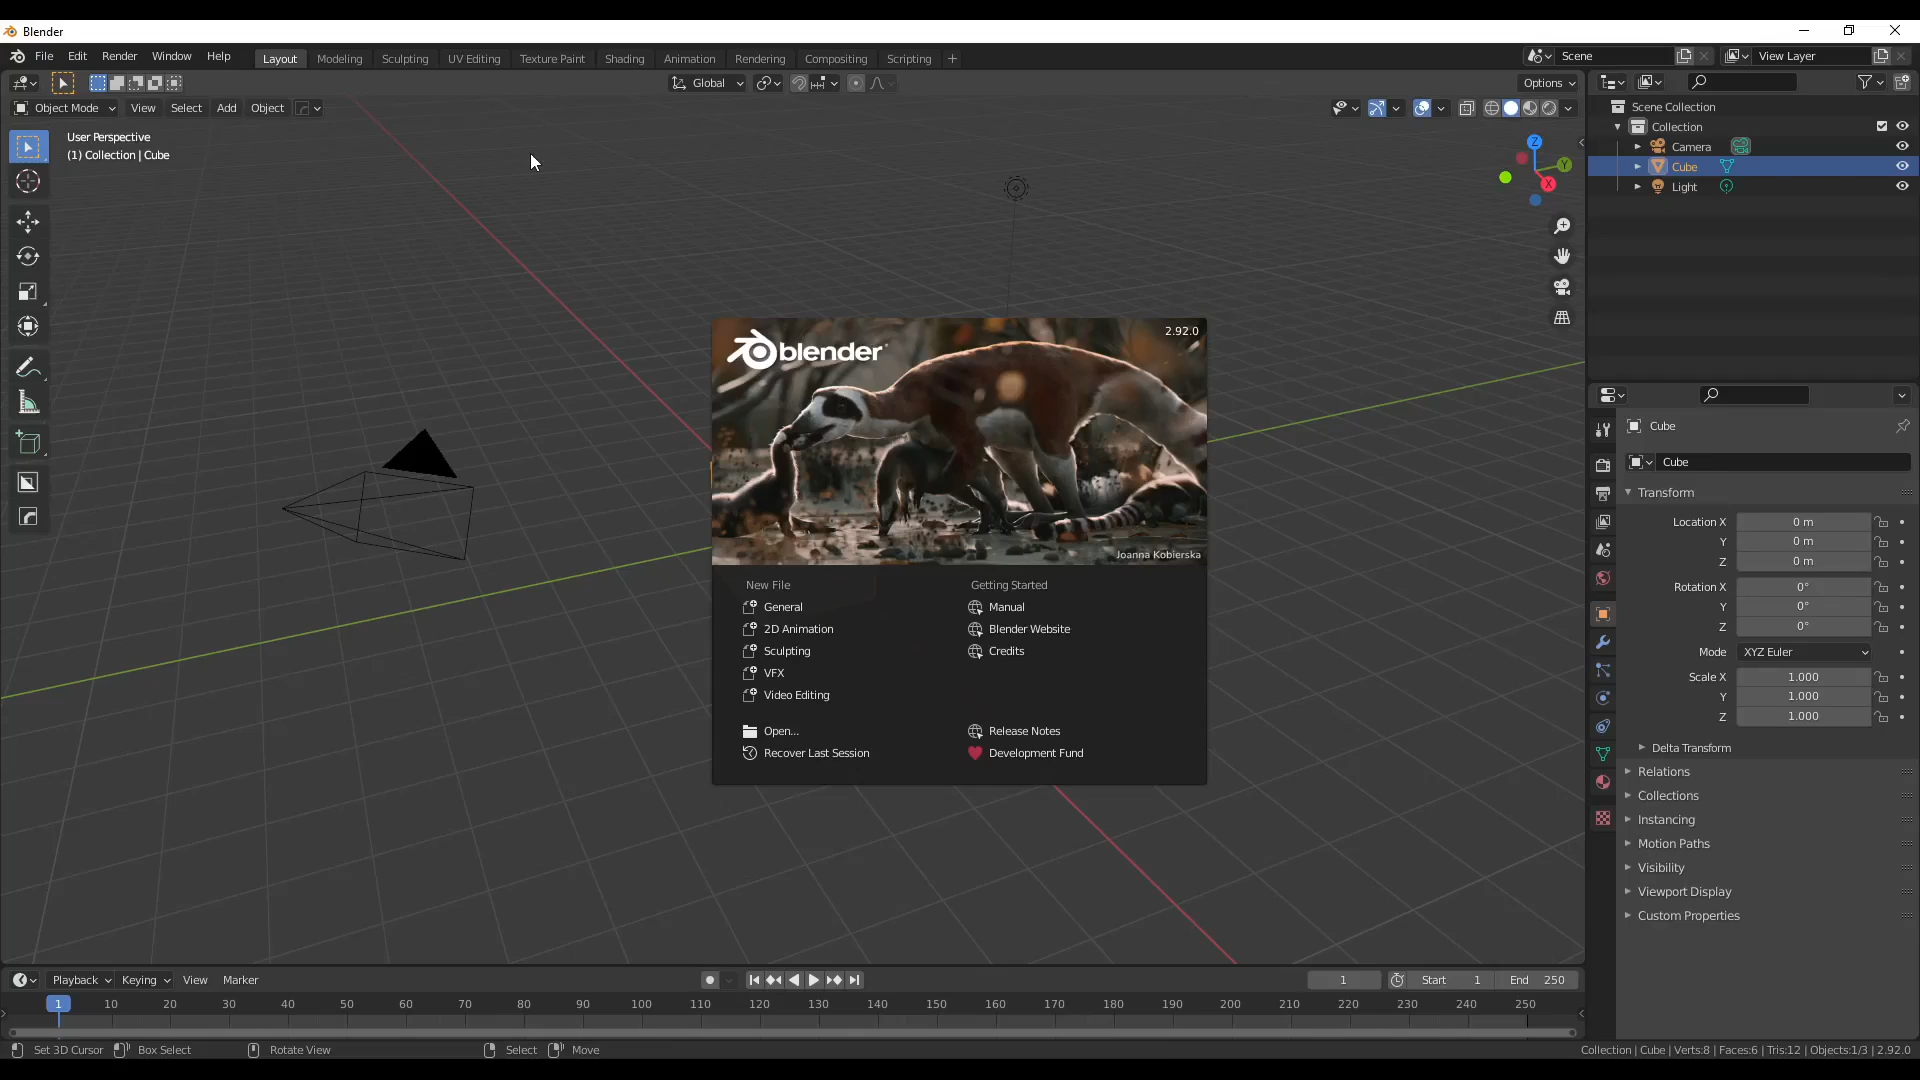 Blender
File Edit Render Window Help Layout Modeling Sculpting UV Editing Texture Paint Shading Animation Rendering Compositing Scripting + Scene View Layer
Global Options
Object Mode View Select Add Object
User Perspective
(1) Collection | Cube
Z
Y
X
Scene Collection
Collection
Camera
Cube
Light
blender
2.92.0
Joanna Kobierska
New File
General
2D Animation
Sculpting
VFX
Video Editing
Open...
Recover Last Session
Getting Started
Manual
Blender Website
Credits
Release Notes
Development Fund
Cube
Cube
Transform
Location X 0 m
Y 0 m
Z 0 m
Rotation X 0°
Y 0°
Z 0°
Mode XYZ Euler
Scale X 1.000
Y 1.000
Z 1.000
Delta Transform
Relations
Collections
Instancing
Motion Paths
Visibility
Viewport Display
Custom Properties
Playback Keying View Marker 1 Start 1 End 250
1 10 20 30 40 50 60 70 80 90 100 110 120 130 140 150 160 170 180 190 200 210 220 230 240 250
Set 3D Cursor Box Select Rotate View Select Move Collection | Cube | Verts:8 | Faces:6 | Tris:12 | Objects:1/3 | 2.92.0